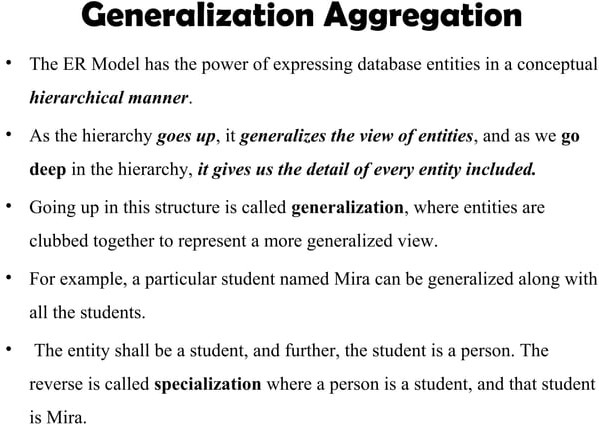 Generalization Aggregation
• The ER Model has the power of expressing database entities in a conceptual
hierarchical manner.
• As the hierarchy goes up, it generalizes the view of entities, and as we go
deep in the hierarchy, it gives us the detail of every entity included.
• Going up in this structure is called generalization, where entities are
clubbed together to represent a more generalized view.
• For example, a particular student named Mira can be generalized along with
all the students.
• The entity shall be a student, and further, the student is a person. The
reverse is called specialization where a person is a student, and that student
is Mira.